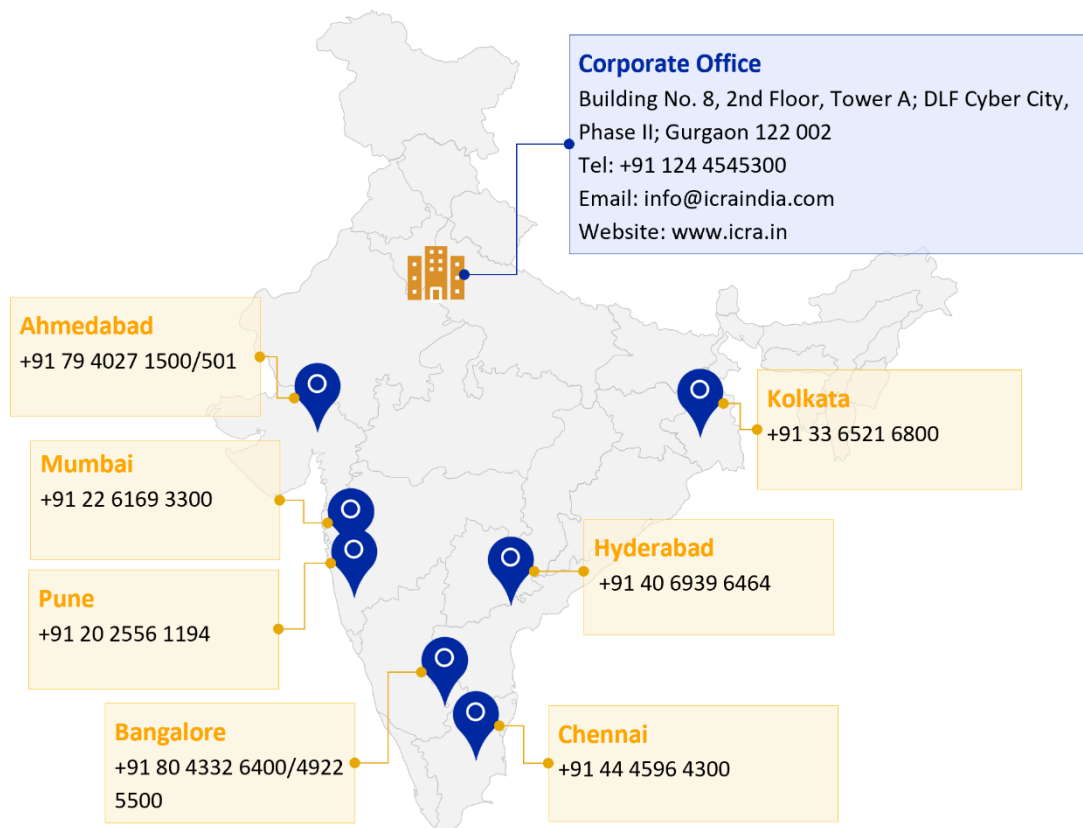 Corporate Office
Building No. 8, 2nd Floor, Tower A; DLF Cyber City,
Phase II; Gurgaon 122 002
Tel: +91 124 4545300
Email: info@icraindia.com
Website: www.icra.in
Ahmedabad
+91 79 4027 1500/501
Kolkata
+91 33 6521 6800
Mumbai
+91 22 6169 3300
Hyderabad
+91 40 6939 6464
Pune
+91 20 2556 1194
Bangalore
+91 80 4332 6400/4922
5500
Chennai
+91 44 4596 4300